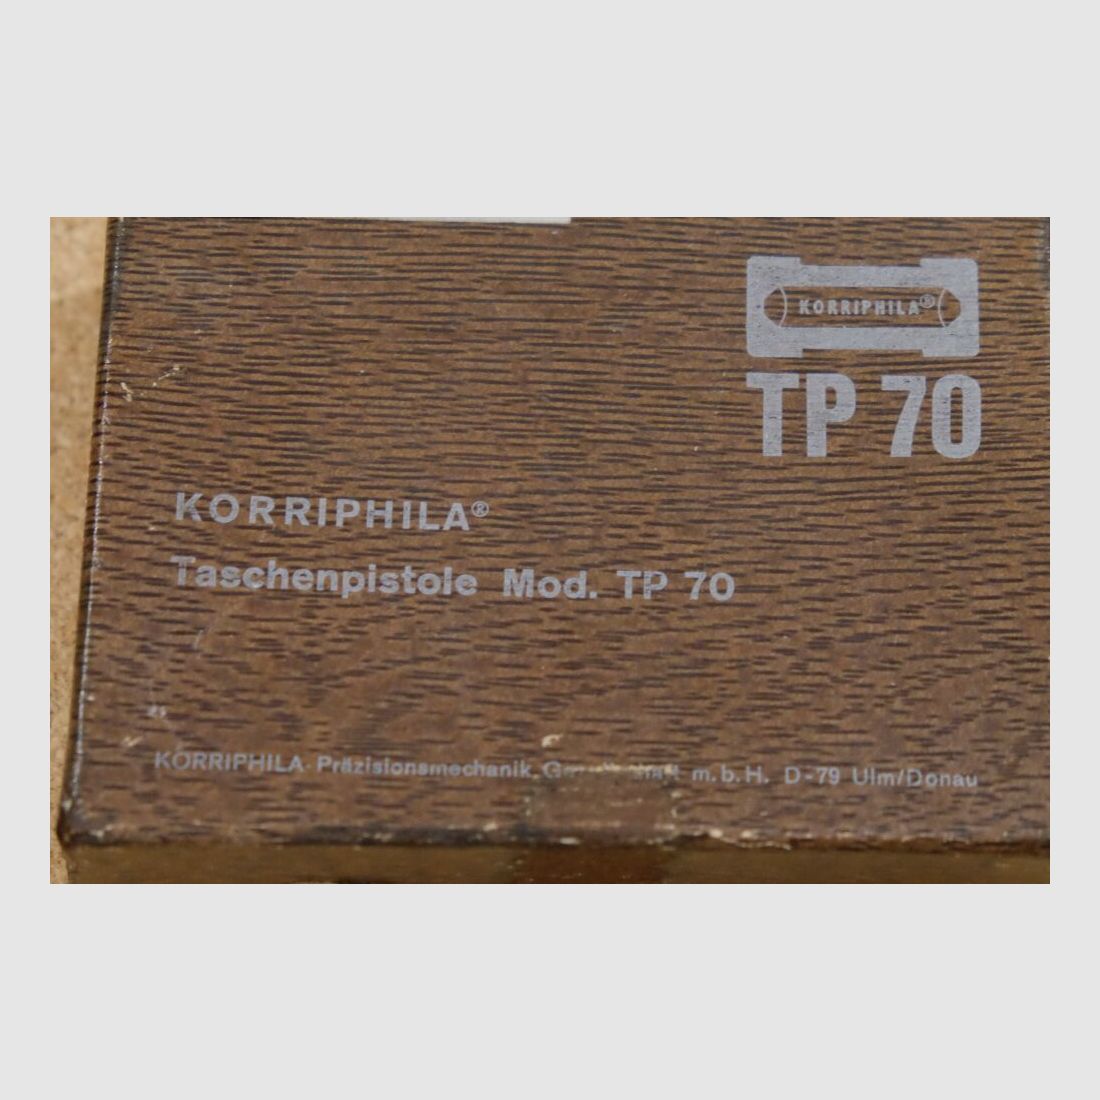 KORRIPHILA®
TP 70
KORRIPHILA®
Taschenpistole Mod. TP 70
KORRIPHILA Präzisionsmechanik m.b.H. D-79 Ulm/Donau